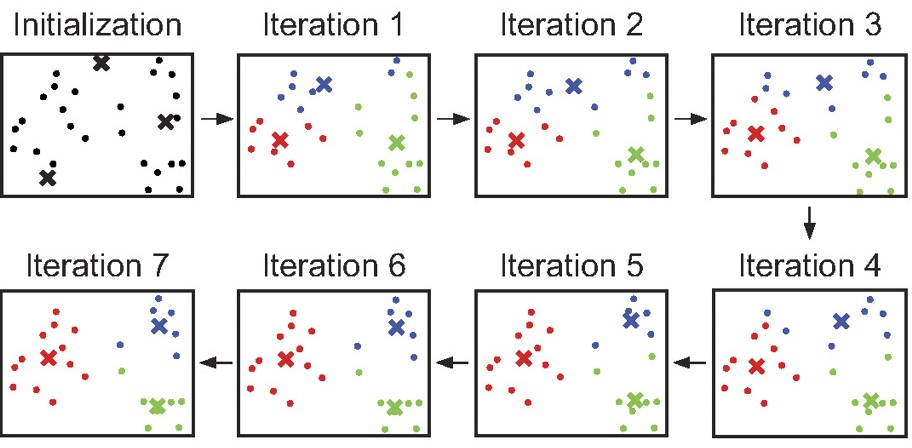 Initialization
Iteration 1
Iteration 2
Iteration 3
Iteration 7
Iteration 6
Iteration 5
Iteration 4